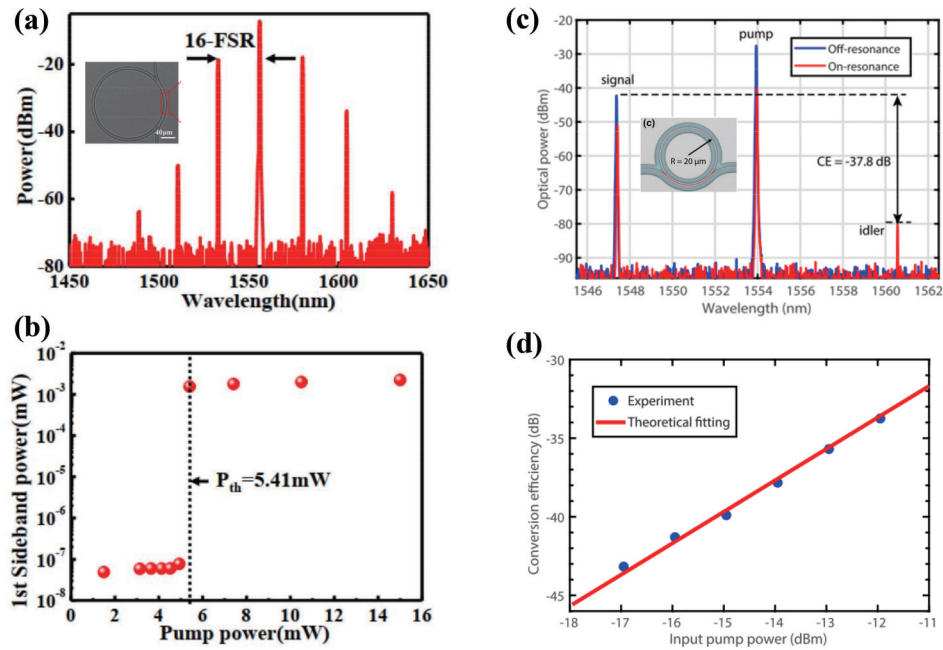 (a)
16-FSR
40μm
Power(dBm)
0
-20
-40
-60
-80
1450
1500
1550
1600
1650
Wavelength(nm)
(b)
1st Sideband power(mW)
10-2
10-3
10-4
10-5
10-6
10-7
10-8
Pth=5.41mW
0
2
4
6
8
10
12
14
16
Pump power(mW)
(c)
Optical power (dBm)
-20
-30
-40
-50
-60
-70
-80
-90
pump
signal
Off-resonance
On-resonance
(c)
R = 20 μm
CE = -37.8 dB
idler
1546
1548
1550
1552
1554
1556
1558
1560
1562
Wavelength (nm)
(d)
Conversion efficiency(dB)
-30
-35
-40
-45
Experiment
Theoretical fitting
-18
-17
-16
-15
-14
-13
-12
-11
Input pump power (dBm)